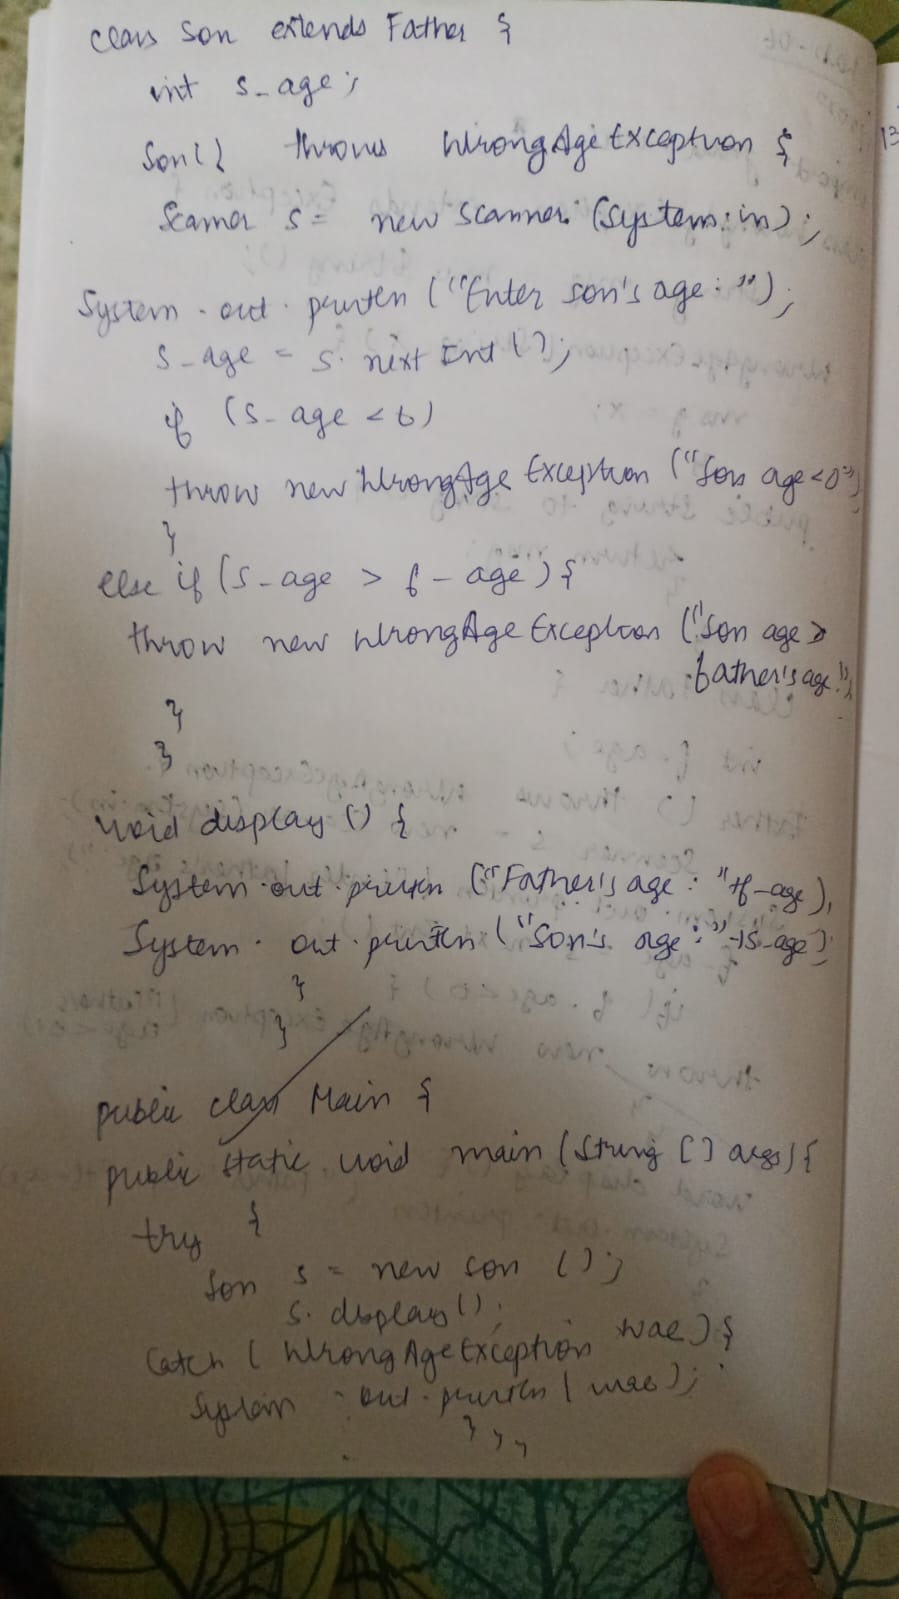 class Son extends Father {
int s_age;
Son() throws WrongAgeException {
Scanner s = new Scanner (System.in);
System.out.println ("Enter son's age: ");
s_age = s.nextInt();
if (s_age < 0)
throw new WrongAgeException ("Son age<0")
}
else if (s_age > f_age) {
throw new WrongAgeException ("Son age >
father's age");
}
}
void display () {
System.out.println ("Father's age: "+f_age);
System.out.println ("Son's age: "+s_age);
}
}
public class Main {
public static void main (String [] args) {
try {
Son s = new Son ();
s.display();
Catch ( WrongAgeException wae) {
System.out.println ( wae);
} } }